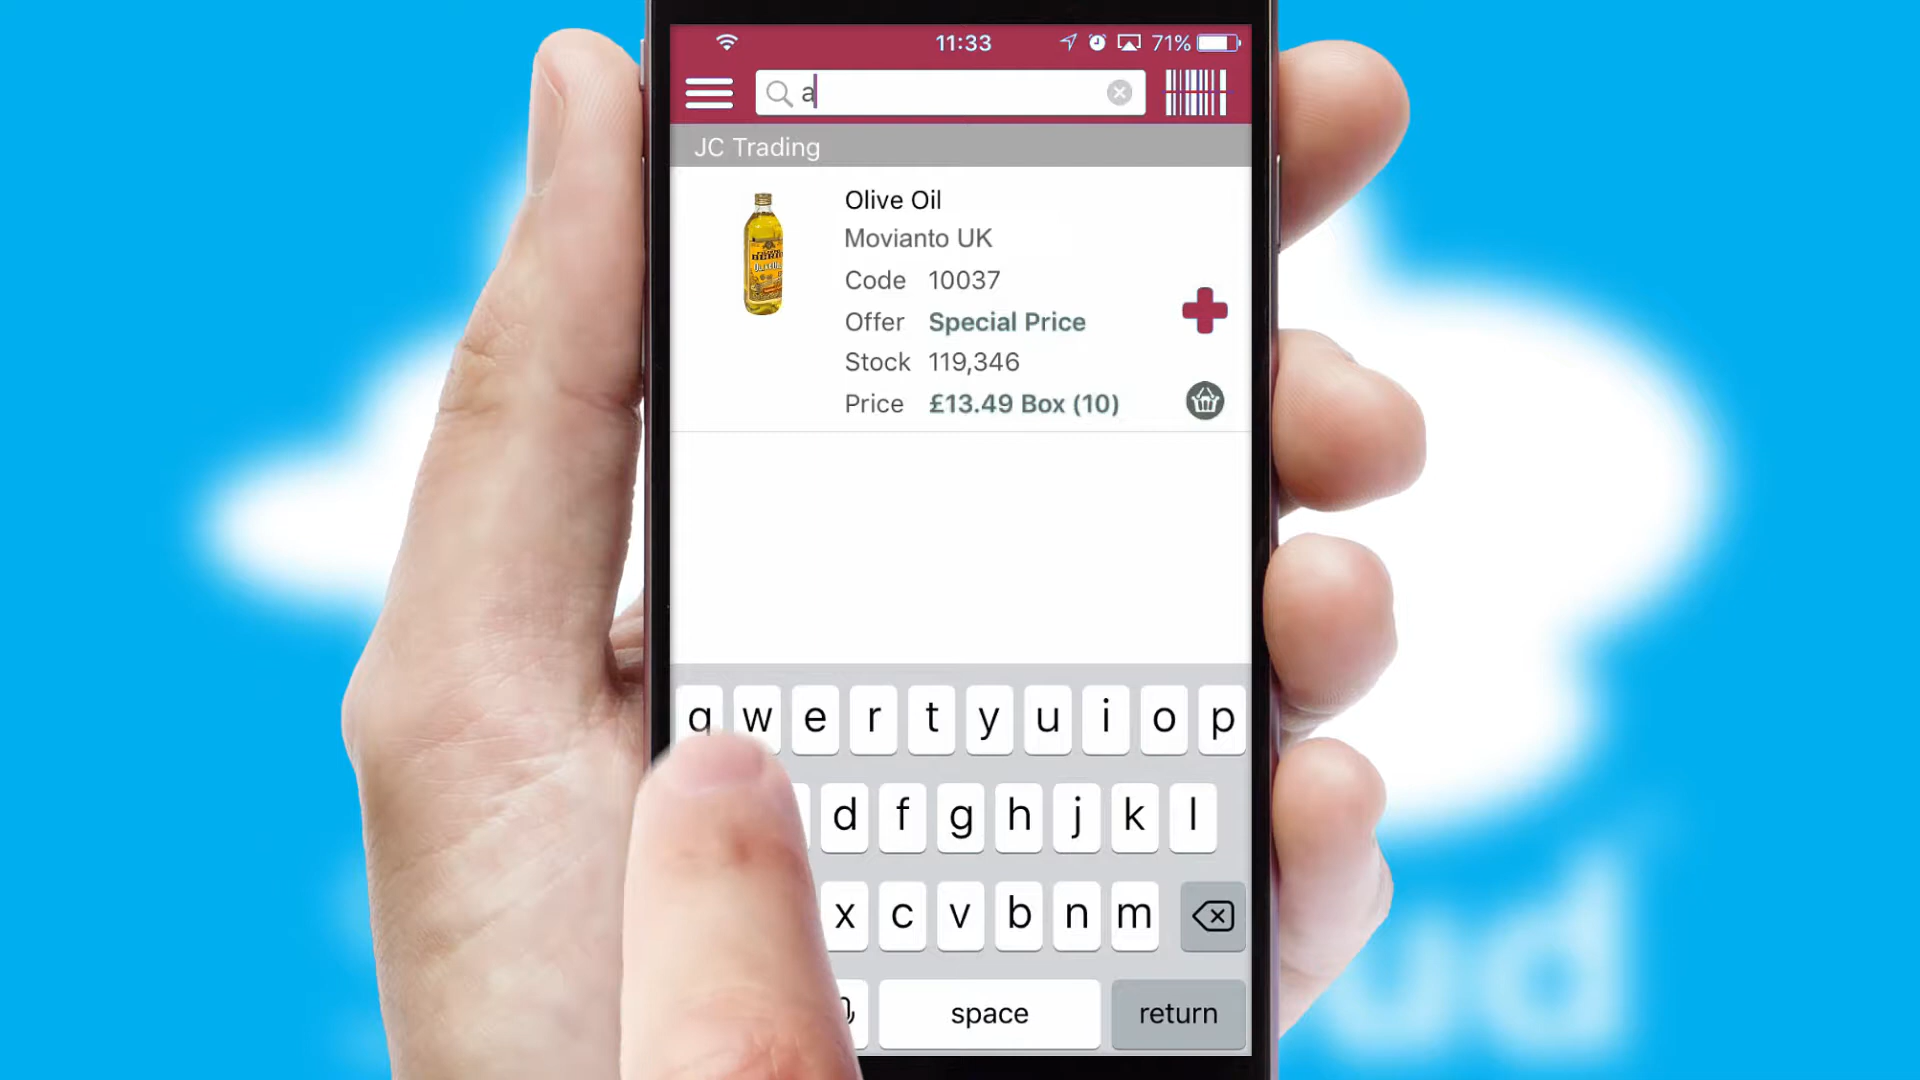 11:33
71%
a
JC Trading
Olive Oil
Movianto UK
Code 10037
Offer Special Price
Stock 119,346
Price £13.49 Box (10)
q w e r t y u i o p
d f g h j k l
x c v b n m
space return